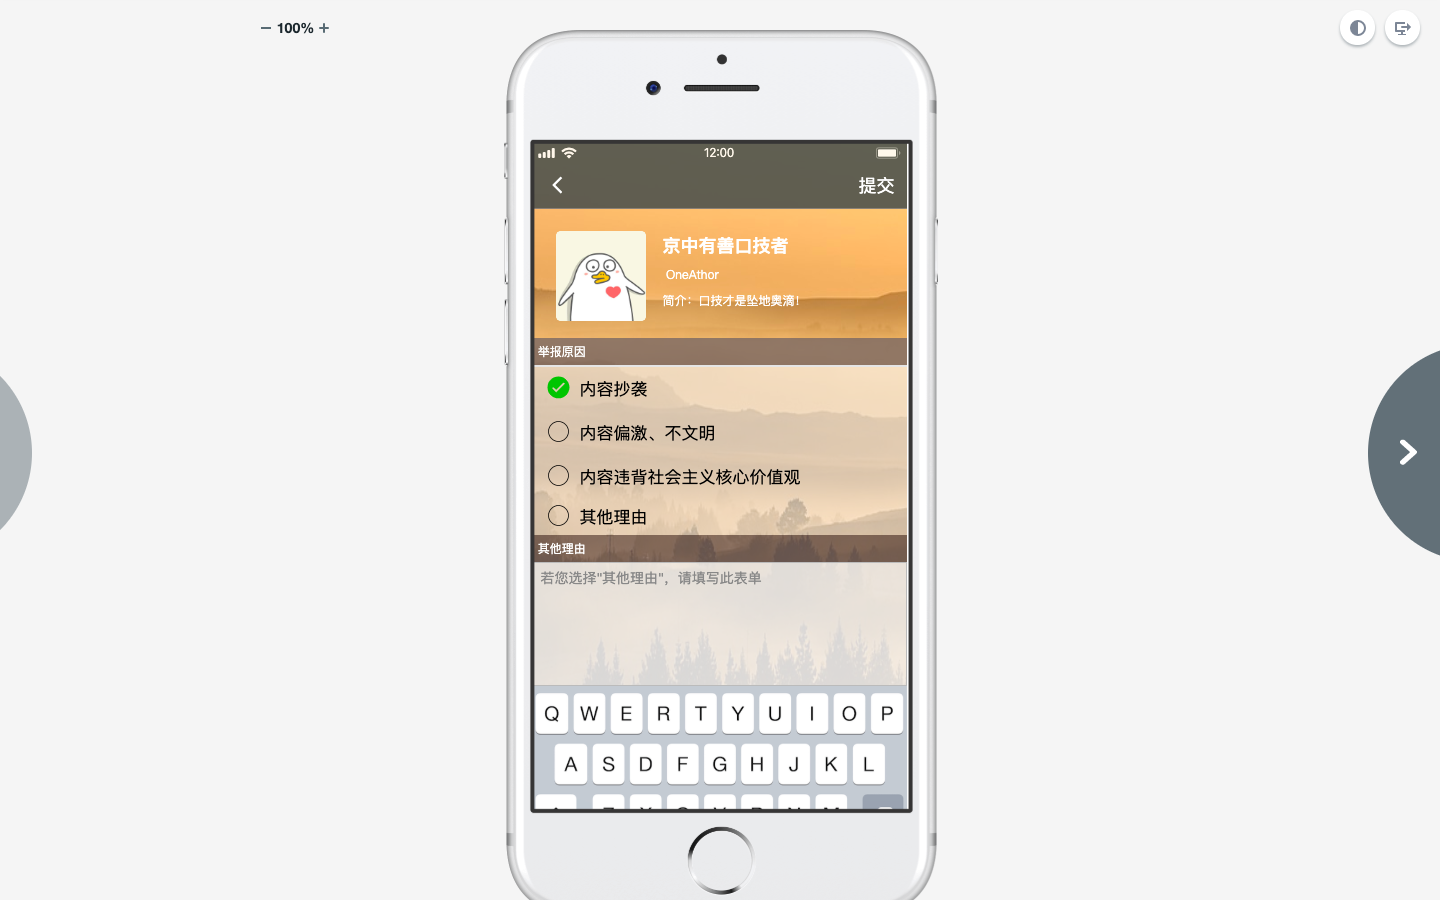 100%
12:00
提交
京中有善口技者
OneAthor
简介：口技才是坠地奥滴！
举报原因
内容抄袭
内容偏激、不文明
内容违背社会主义核心价值观
其他理由
其他理由
若您选择"其他理由"，请填写此表单
Q W E R T Y U I O P
A S D F G H J K L